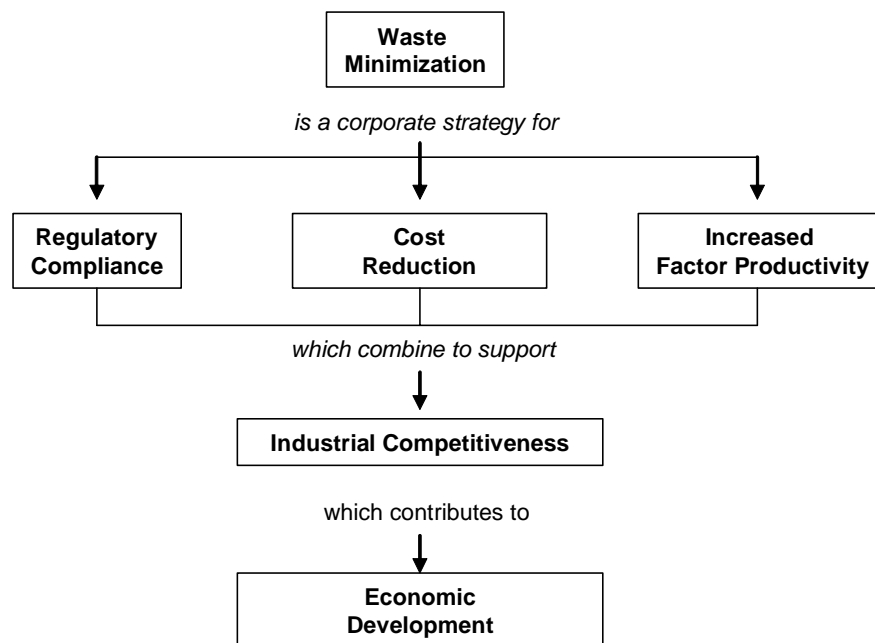 Waste
Minimization
is a corporate strategy for
Regulatory
Compliance
Cost
Reduction
Increased
Factor Productivity
which combine to support
Industrial Competitiveness
which contributes to
Economic
Development